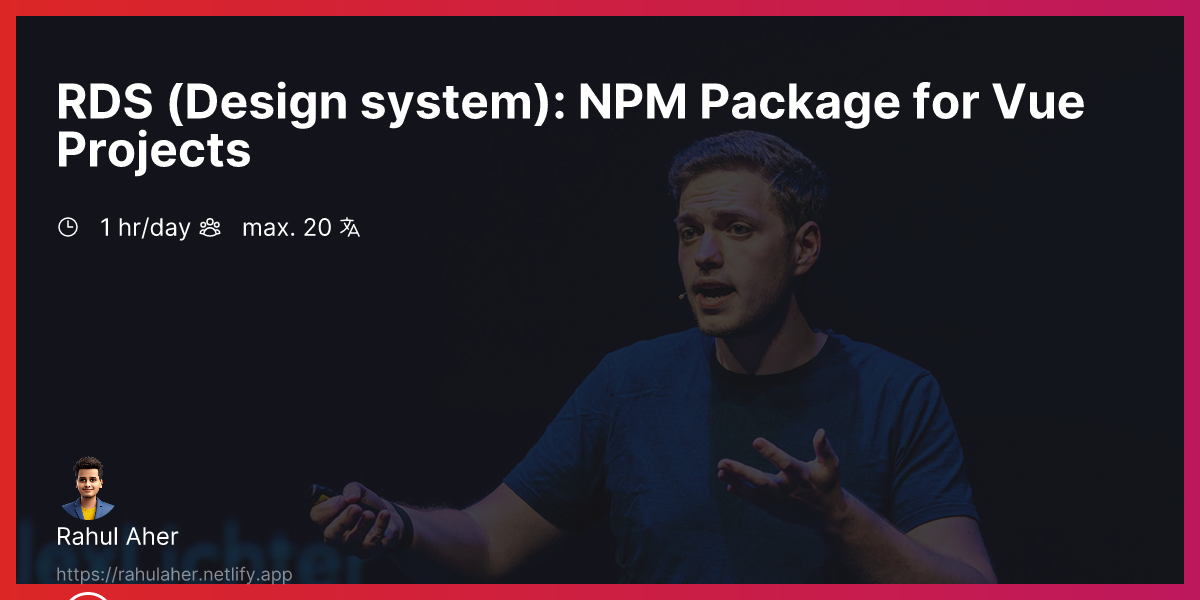 RDS (Design system): NPM Package for Vue
Projects
1 hr/day max. 20
Rahul Aher
https://rahulaher.netlify.app